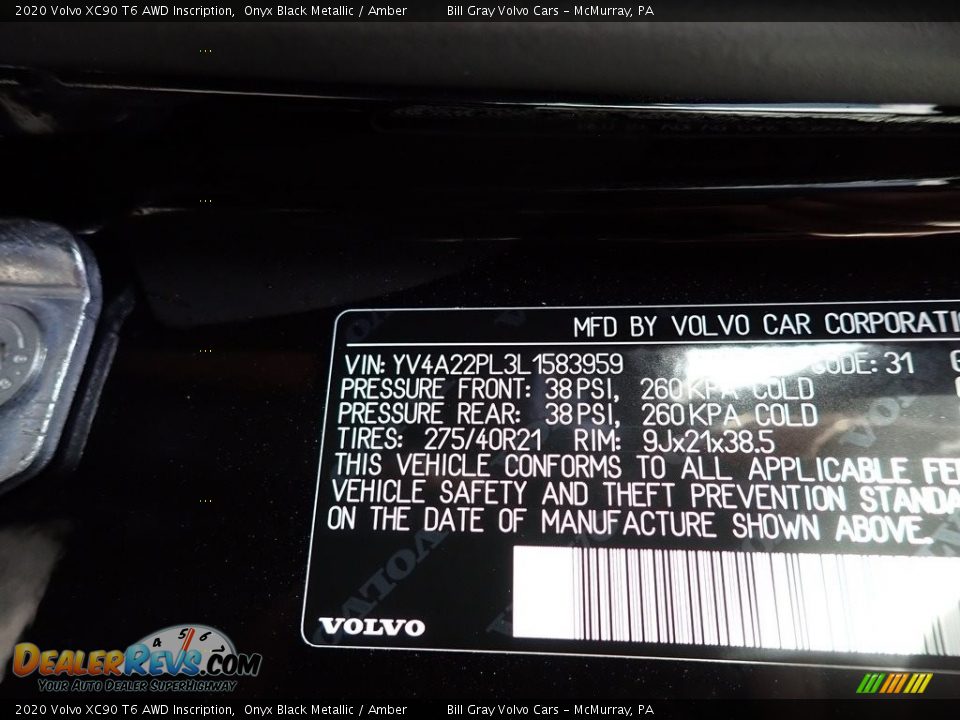 2020 Volvo XC90 T6 AWD Inscription, Onyx Black Metallic / Amber Bill Gray Volvo Cars - McMurray, PA
MFD BY VOLVO CAR
VIN: YV4A22PL3L1583959 31
PRESSURE FRONT: 38 PSI, 260 KPA COLD
PRESSURE REAR: 38 PSI, 260 KPA COLD
TIRES: 275/40R21 RIM: 9Jx21x38.5
THIS VEHICLE CONFORMS TO ALL APPLICABLE
VEHICLE SAFETY AND THEFT PREVENTION
ON THE DATE OF MANUFACTURE SHOWN ABOVE.
VOLVO
4 5 6
DEALERREVS.COM
YOUR AUTO DEALER SUPERHIGHWAY
2020 Volvo XC90 T6 AWD Inscription, Onyx Black Metallic / Amber Bill Gray Volvo Cars - McMurray, PA